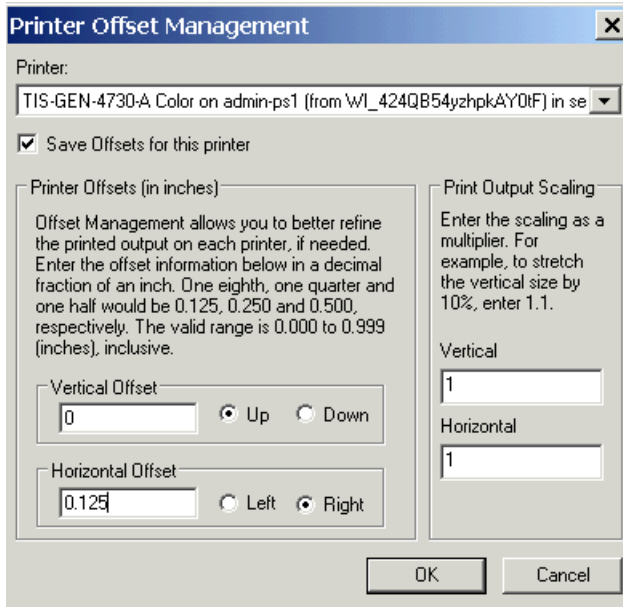 Printer Offset Management
Printer:
TIS-GEN-4730-A Color on admin-ps1 (from WI_424QB54yzhpkAY0tF) in se
Save Offsets for this printer
Printer Offsets (in inches)
Offset Management allows you to better refine
the printed output on each printer, if needed.
Enter the offset information below in a decimal
fraction of an inch. One eighth, one quarter and
one half would be 0.125, 0.250 and 0.500,
respectively. The valid range is 0.000 to 0.999
(inches), inclusive.
Vertical Offset
0
Up
Down
Horizontal Offset
0.125
Left
Right
Print Output Scaling
Enter the scaling as a
multiplier. For
example, to stretch
the vertical size by
10%, enter 1.1.
Vertical
1
Horizontal
1
OK
Cancel